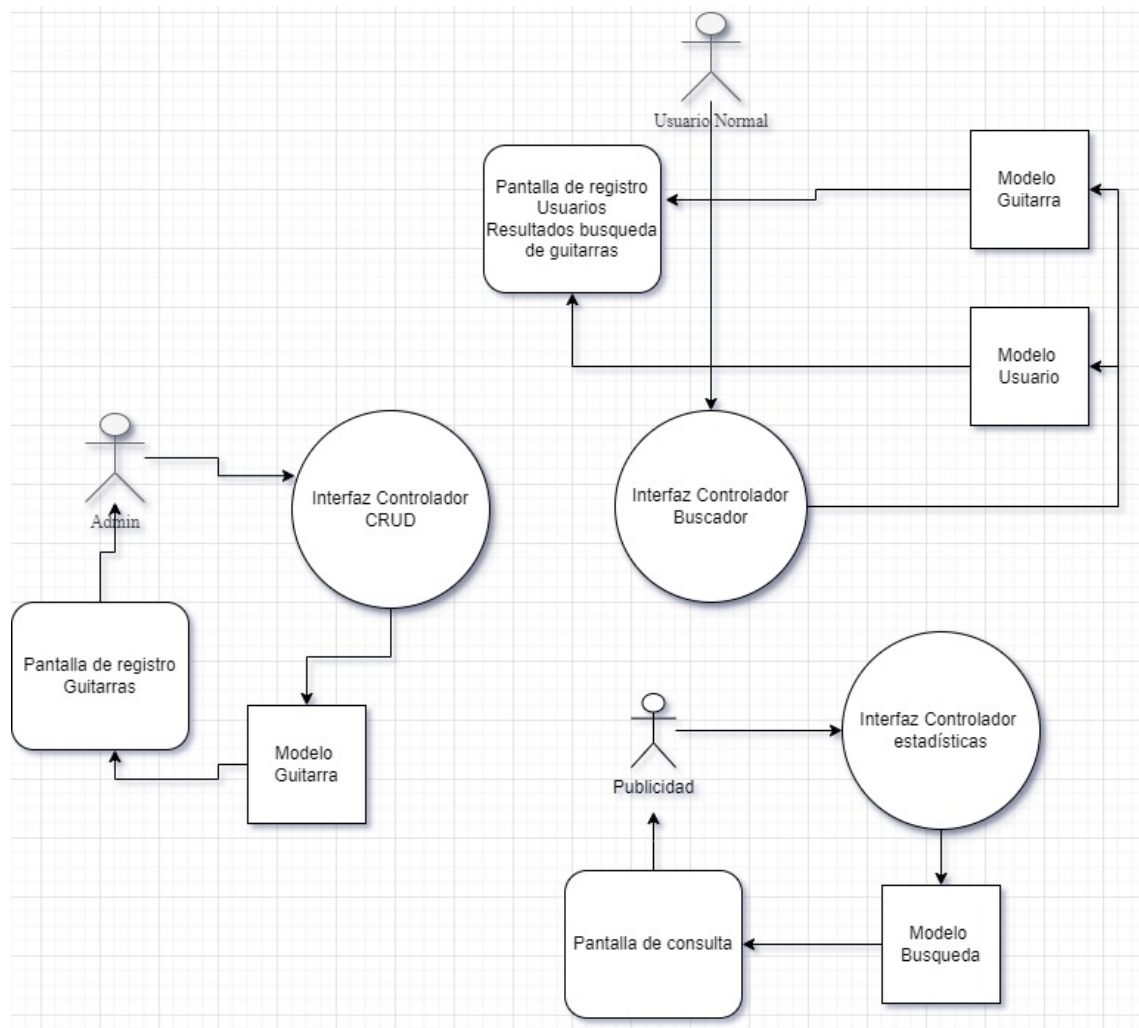 Usuario Normal
Pantalla de registro
Usuarios
Resultados busqueda
de guitarras
Modelo
Guitarra
Modelo
Usuario
Admin
Interfaz Controlador
CRUD
Interfaz Controlador
Buscador
Pantalla de registro
Guitarras
Modelo
Guitarra
Publicidad
Interfaz Controlador
estadísticas
Pantalla de consulta
Modelo
Busqueda